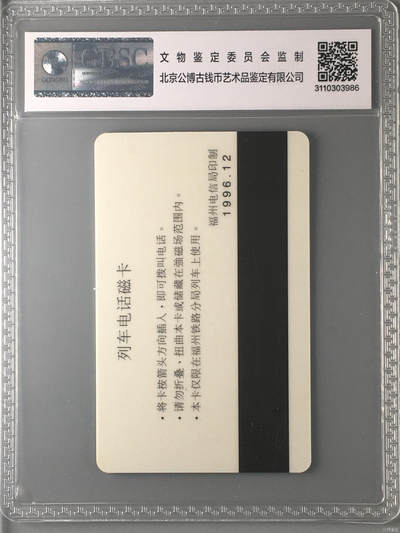 GBSC
GONGBO
文物鉴定委员会监制
北京公博古钱币艺术品鉴定有限公司
3110303986
列车电话磁卡
· 将卡按箭头方向插入，即可拨叫电话。
· 请勿折叠、扭曲本卡或储藏在強磁场范围内。
· 本卡仅限在福州铁路分局列车上使用。
福州电信局印制
1996.12